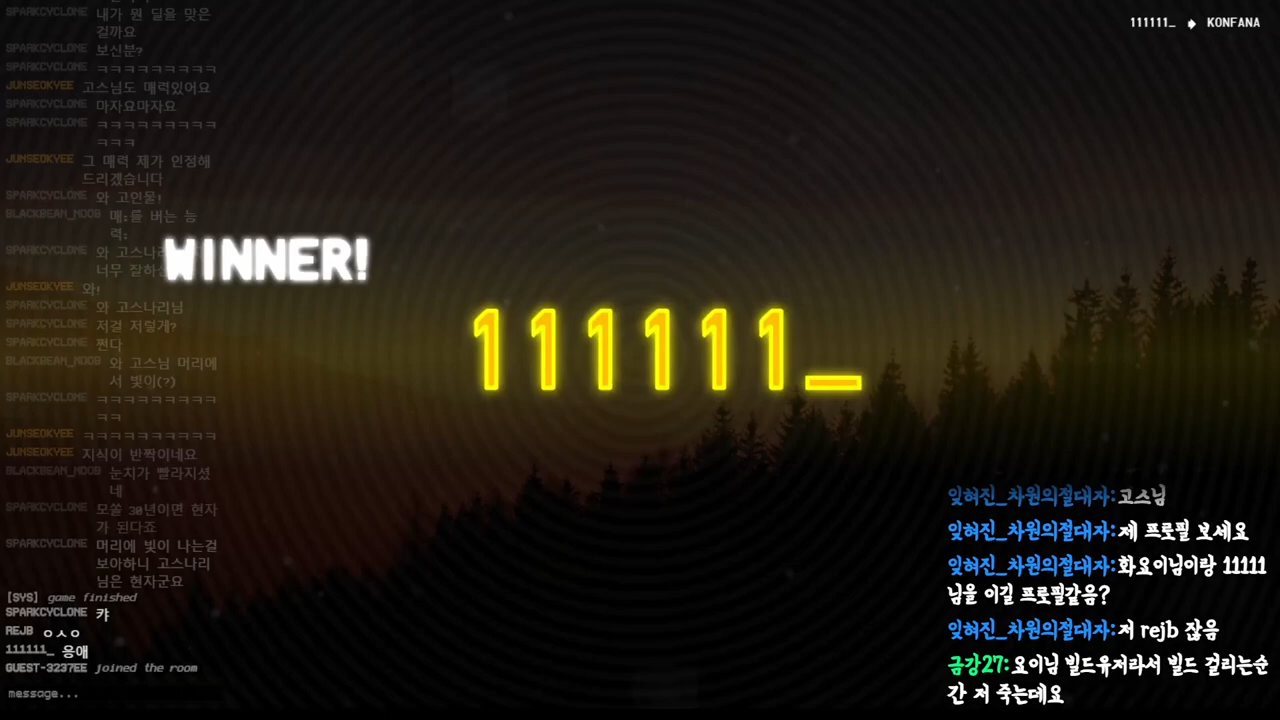 SPARKCYCLONE 내가 뭔 딜을 맞은
걸까요
SPARKCYCLONE 보신분?
SPARKCYCLONE ㅋㅋㅋㅋㅋㅋㅋㅋㅋ
JUNSEOKYEE 고스님도 매력있어요
SPARKCYCLONE 마자요마자요
SPARKCYCLONE ㅋㅋㅋㅋㅋㅋㅋㅋㅋ
ㅋㅋㅋ
JUNSEOKYEE 그 매력 제가 인정해
드리겠습니다
SPARKCYCLONE 와 고인물!
BLACKBEAN_NOOB 매:를 버는 능
력:
SPARKCYCLONE 와 고스나
너무 잘하
JUNSEOKYEE 와!
SPARKCYCLONE 와 고스나리님
SPARKCYCLONE 저걸 저렇게?
SPARKCYCLONE 쩐다
BLACKBEAN_NOOB 와 고스님 머리에
서 빛이(?)
SPARKCYCLONE ㅋㅋㅋㅋㅋㅋㅋㅋㅋ
ㅋㅋ
JUNSEOKYEE ㅋㅋㅋㅋㅋㅋㅋㅋㅋㅋ
JUNSEOKYEE 지식이 반짝이네요
BLACKBEAN_NOOB 눈치가 빨라지셨
네
SPARKCYCLONE 모쏠 30년이면 현자
가 된다죠
SPARKCYCLONE 머리에 빛이 나는걸
보아하니 고스나리
님은 현자군요
[SYS] game finished
SPARKCYCLONE 캬
REJB ㅇㅅㅇ
111111_ 응애
GUEST-3237EE joined the room
message...
WINNER!
111111_
111111_ ◆ KONFANA
잊혀진_차원의절대자:고스님
잊혀진_차원의절대자:제 프로필 보세요
잊혀진_차원의절대자:화요이님이랑 11111
님을 이길 프로필같음?
잊혀진_차원의절대자:저 rejb 잖음
금강27:요이님 빌드유저라서 빌드 걸리는순
간 저 죽는데요